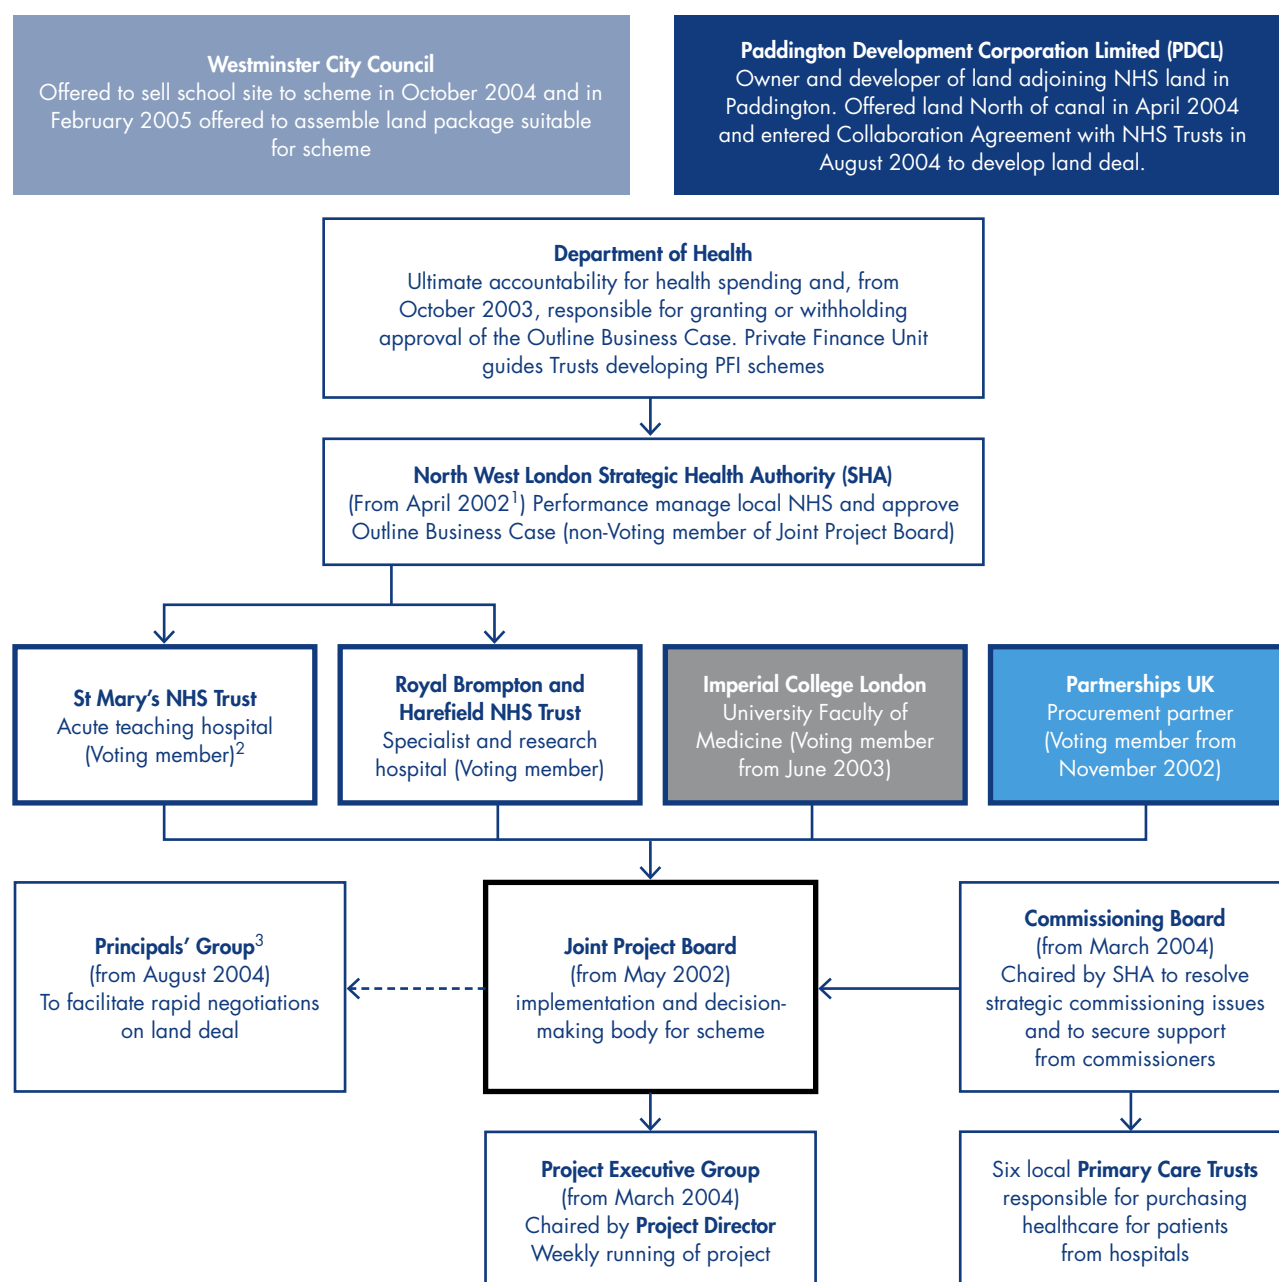 Westminster City Council
Offered to sell school site to scheme in October 2004 and in
February 2005 offered to assemble land package suitable
for scheme
Paddington Development Corporation Limited (PDCL)
Owner and developer of land adjoining NHS land in
Paddington. Offered land North of canal in April 2004
and entered Collaboration Agreement with NHS Trusts in
August 2004 to develop land deal.
Department of Health
Ultimate accountability for health spending and, from
October 2003, responsible for granting or withholding
approval of the Outline Business Case. Private Finance Unit
guides Trusts developing PFI schemes
North West London Strategic Health Authority (SHA)
(From April 2002¹) Performance manage local NHS and approve
Outline Business Case (non-Voting member of Joint Project Board)
St Mary’s NHS Trust
Acute teaching hospital
(Voting member)²
Royal Brompton and
Harefield NHS Trust
Specialist and research
hospital (Voting member)
Imperial College London
University Faculty of
Medicine (Voting member
from June 2003)
Partnerships UK
Procurement partner
(Voting member from
November 2002)
Principals’ Group³
(from August 2004)
To facilitate rapid negotiations
on land deal
Joint Project Board
(from May 2002)
implementation and decision-
making body for scheme
Commissioning Board
(from March 2004)
Chaired by SHA to resolve
strategic commissioning issues
and to secure support
from commissioners
Project Executive Group
(from March 2004)
Chaired by Project Director
Weekly running of project
Six local Primary Care Trusts
responsible for purchasing
healthcare for patients
from hospitals